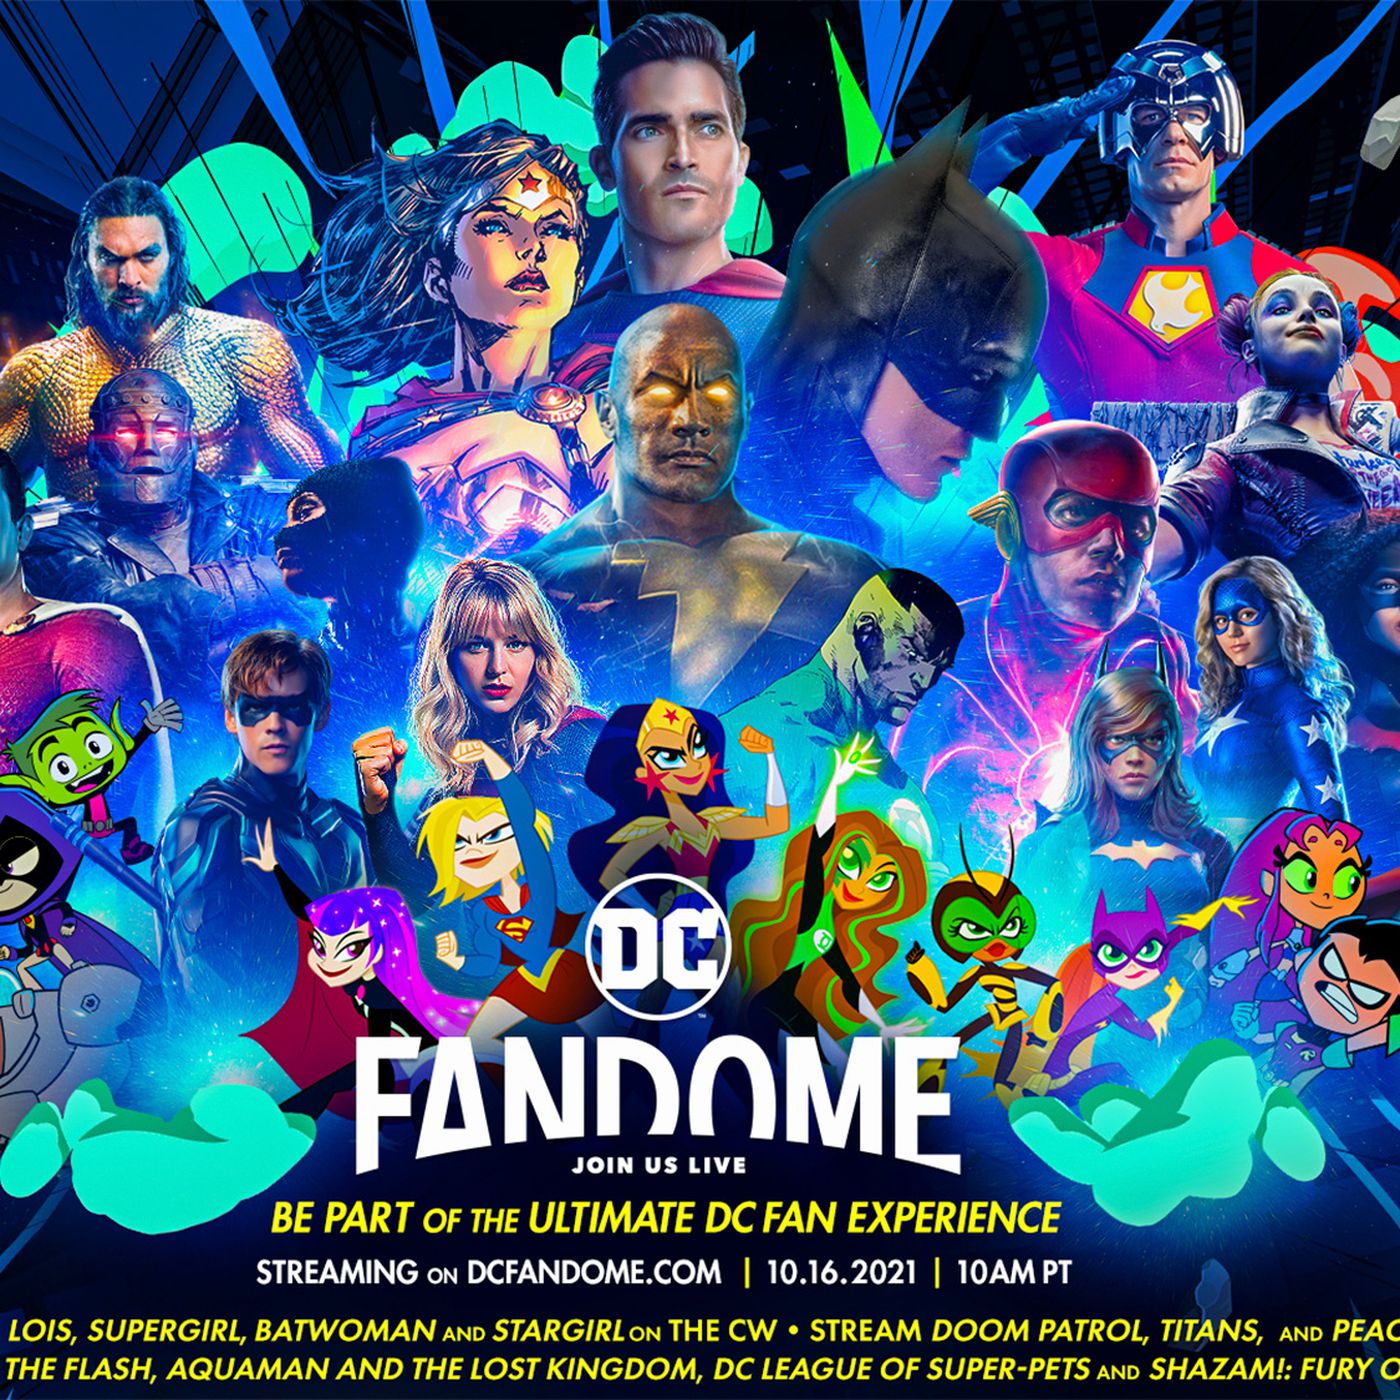 DC
FANDOME
JOIN US LIVE
BE PART OF THE ULTIMATE DC FAN EXPERIENCE
STREAMING ON DCFANDOME.COM | 10.16.2021 | 10AM PT
LOIS, SUPERGIRL, BATWOMAN AND STARGIRL ON THE CW • STREAM DOOM PATROL, TITANS, AND PEAC
THE FLASH, AQUAMAN AND THE LOST KINGDOM, DC LEAGUE OF SUPER-PETS AND SHAZAM!: FURY O